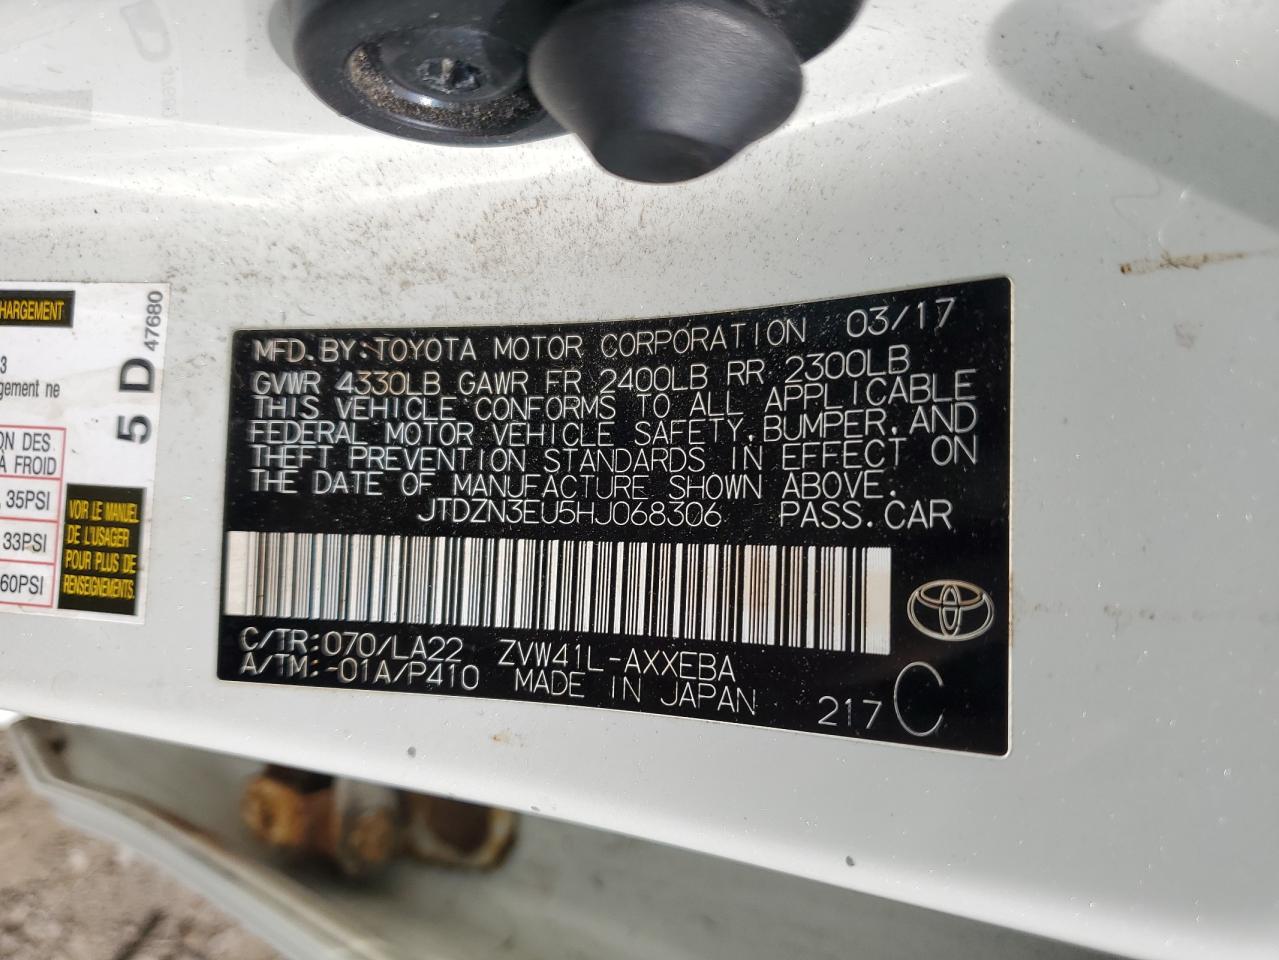 HARGEMENT
3
gement ne
5 D
47680
ON DES
À FROID
35PSI
33PSI
60PSI
VOIR LE MANUEL
DE L'USAGER
POUR PLUS DE
RENSEIGNEMENTS.
MFD.BY:TOYOTA MOTOR CORPORATION 03/17
GVWR 4330LB GAWR FR 2400LB RR 2300LB
THIS VEHICLE CONFORMS TO ALL APPLICABLE
FEDERAL MOTOR VEHICLE SAFETY,BUMPER,AND
THEFT PREVENTION STANDARDS IN EFFECT ON
THE DATE OF MANUFACTURE SHOWN ABOVE.
JTDZN3EU5HJ068306 PASS.CAR
C/TR:070/LA22 ZVW41L-AXXEBA
A/TM:-01A/P410 MADE IN JAPAN
217 C